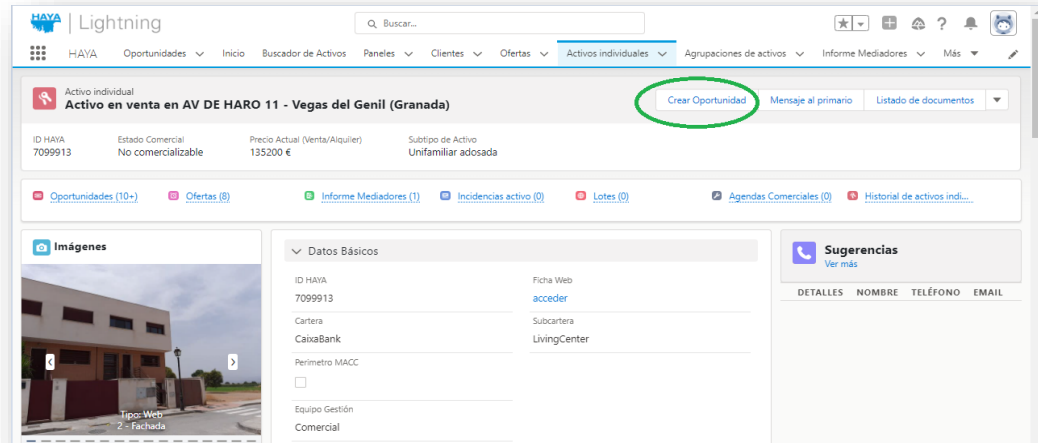 HAYA | Lightning
Buscar...
HAYA Oportunidades Inicio Buscador de Activos Paneles Clientes Ofertas Activos individuales Agrupaciones de activos Informe Mediadores Más
Activo individual
Activo en venta en AV DE HARO 11 - Vegas del Genil (Granada)
Crear Oportunidad Mensaje al primario Listado de documentos
ID HAYA Estado Comercial Precio Actual (Venta/Alquiler) Subtipo de Activo
7099913 No comercializable 135200 € Unifamiliar adosada
Oportunidades (10+) Ofertas (8) Informe Mediadores (1) Incidencias activo (0) Lotes (0) Agendas Comerciales (0) Historial de activos indi...
Imágenes
Tipo: Web
2 - Fachada
Datos Básicos
ID HAYA Ficha Web
7099913 acceder
Cartera Subcartera
CaixaBank LivingCenter
Perimetro MACC
Equipo Gestión
Comercial
Sugerencias
Ver más
DETALLES NOMBRE TELÉFONO EMAIL